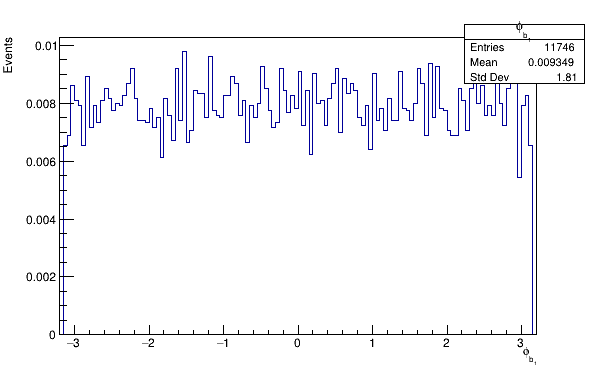 ϕb1
Entries 11746
Mean 0.009349
Std Dev 1.81
Events
0.01
0.008
0.006
0.004
0.002
0
−3 −2 −1 0 1 2 3
ϕb1